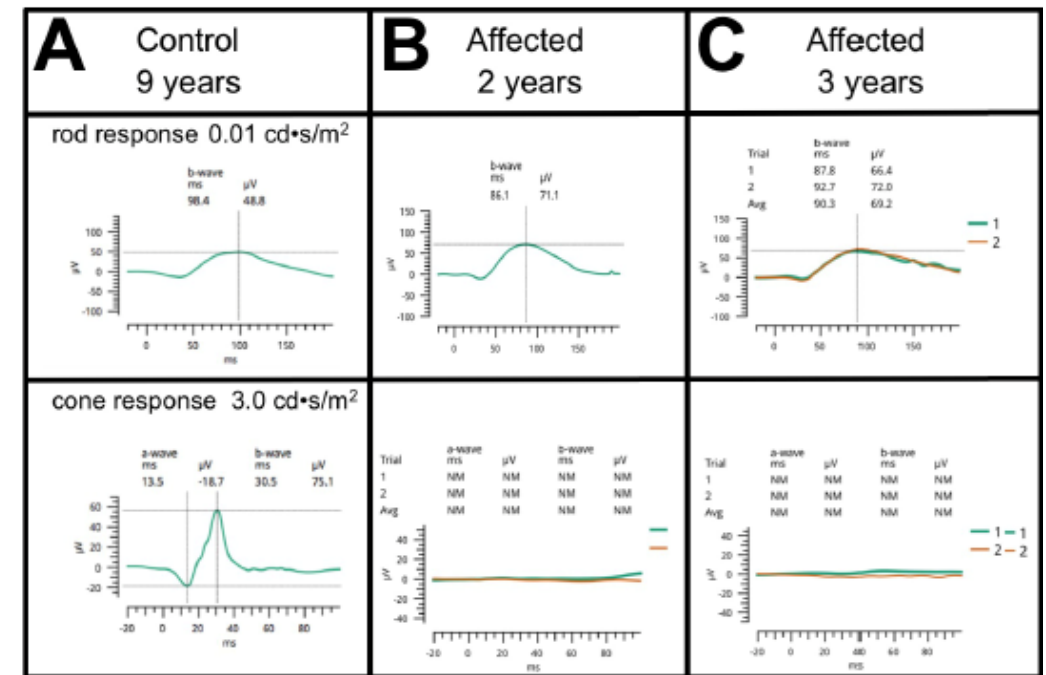 A Control
9 years
B Affected
2 years
C Affected
3 years
rod response 0.01 cd•s/m²
b-wave
ms µV
98.4 48.8
100
50
0
-50
-100
µV
0 50 100 150
ms
b-wave
ms µV
86.1 71.1
150
100
50
0
-50
-100
µV
0 50 100 150
b-wave
Trial ms µV
1 87.8 66.4
2 92.7 72.0
Avg 90.3 69.2
150
100
50
0
-50
-100
µV
0 50 150
1
2
cone response 3.0 cd•s/m²
a-wave b-wave
ms µV ms µV
13.5 -18.7 30.5 75.1
60
40
20
0
-20
µV
-20 0 20 40 60 80
ms
a-wave b-wave
Trial ms µV ms µV
1 NM NM NM NM
2 NM NM NM NM
Avg NM NM NM NM
40
20
0
-20
-40
µV
-20 0 20 40 60 80
ms
a-wave b-wave
Trial ms µV ms µV
1 NM NM NM NM
2 NM NM NM NM
Avg NM NM NM NM
40
20
0
-20
-40
µV
-20 0 20 40 60 80
ms
1 1
2 2